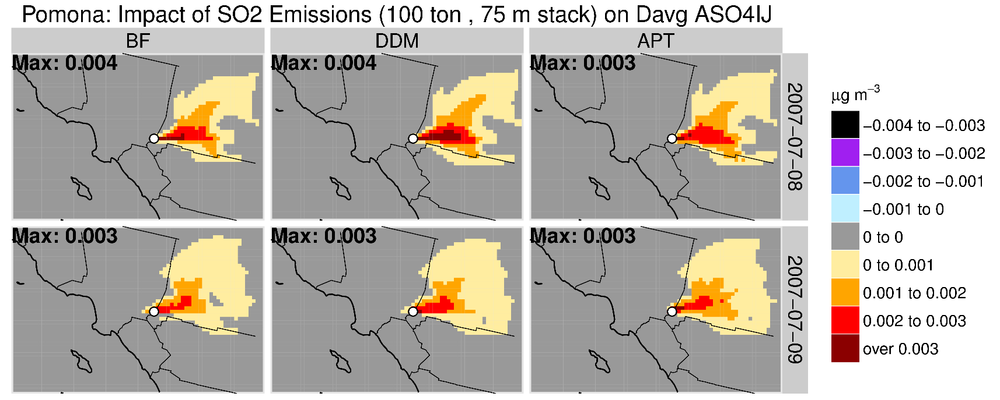 Pomona: Impact of SO2 Emissions (100 ton , 75 m stack) on Davg ASO4IJ
BF
DDM
APT
Max: 0.004
Max: 0.004
Max: 0.003
2007−07−08
Max: 0.003
Max: 0.003
Max: 0.003
2007−07−09
μg m⁻³
−0.004 to −0.003
−0.003 to −0.002
−0.002 to −0.001
−0.001 to 0
0 to 0
0 to 0.001
0.001 to 0.002
0.002 to 0.003
over 0.003